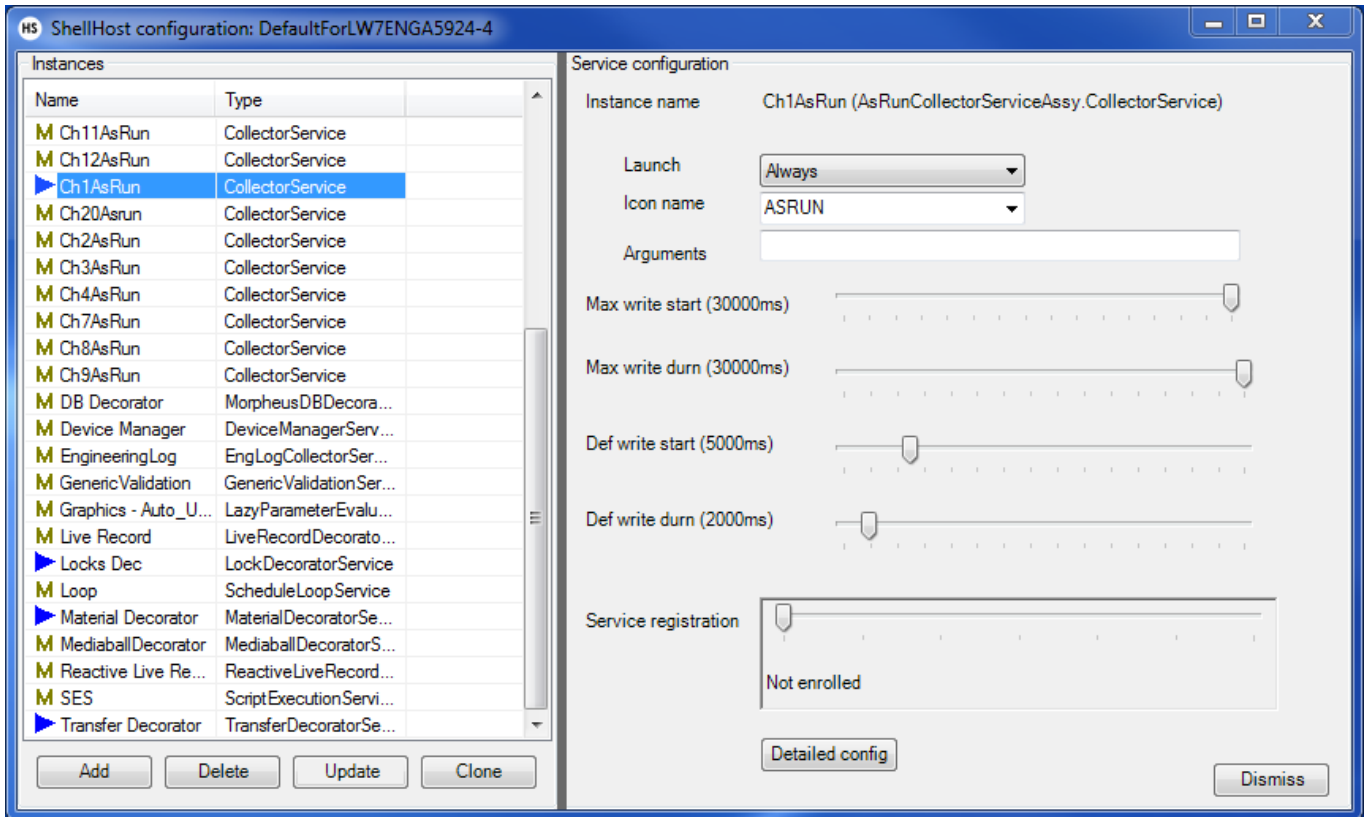 HS ShellHost configuration: DefaultForLW7ENGA5924-4
Instances
Name Type
M Ch11AsRun CollectorService
M Ch12AsRun CollectorService
Ch1AsRun CollectorService
M Ch20Asrun CollectorService
M Ch2AsRun CollectorService
M Ch3AsRun CollectorService
M Ch4AsRun CollectorService
M Ch7AsRun CollectorService
M Ch8AsRun CollectorService
M Ch9AsRun CollectorService
M DB Decorator MorpheusDBDecora...
M Device Manager DeviceManagerServ...
M EngineeringLog EngLogCollectorSer...
M GenericValidation GenericValidationSer...
M Graphics - Auto_U... LazyParameterEvalu...
M Live Record LiveRecordDecorato...
Locks Dec LockDecoratorService
M Loop ScheduleLoopService
Material Decorator MaterialDecoratorSe...
M MediaballDecorator MediaballDecoratorS...
M Reactive Live Re... ReactiveLiveRecord...
M SES ScriptExecutionServi...
Transfer Decorator TransferDecoratorSe...
Add Delete Update Clone
Service configuration
Instance name Ch1AsRun (AsRunCollectorServiceAssy.CollectorService)
Launch Always
Icon name ASRUN
Arguments
Max write start (30000ms)
Max write durn (30000ms)
Def write start (5000ms)
Def write durn (2000ms)
Service registration
Not enrolled
Detailed config
Dismiss